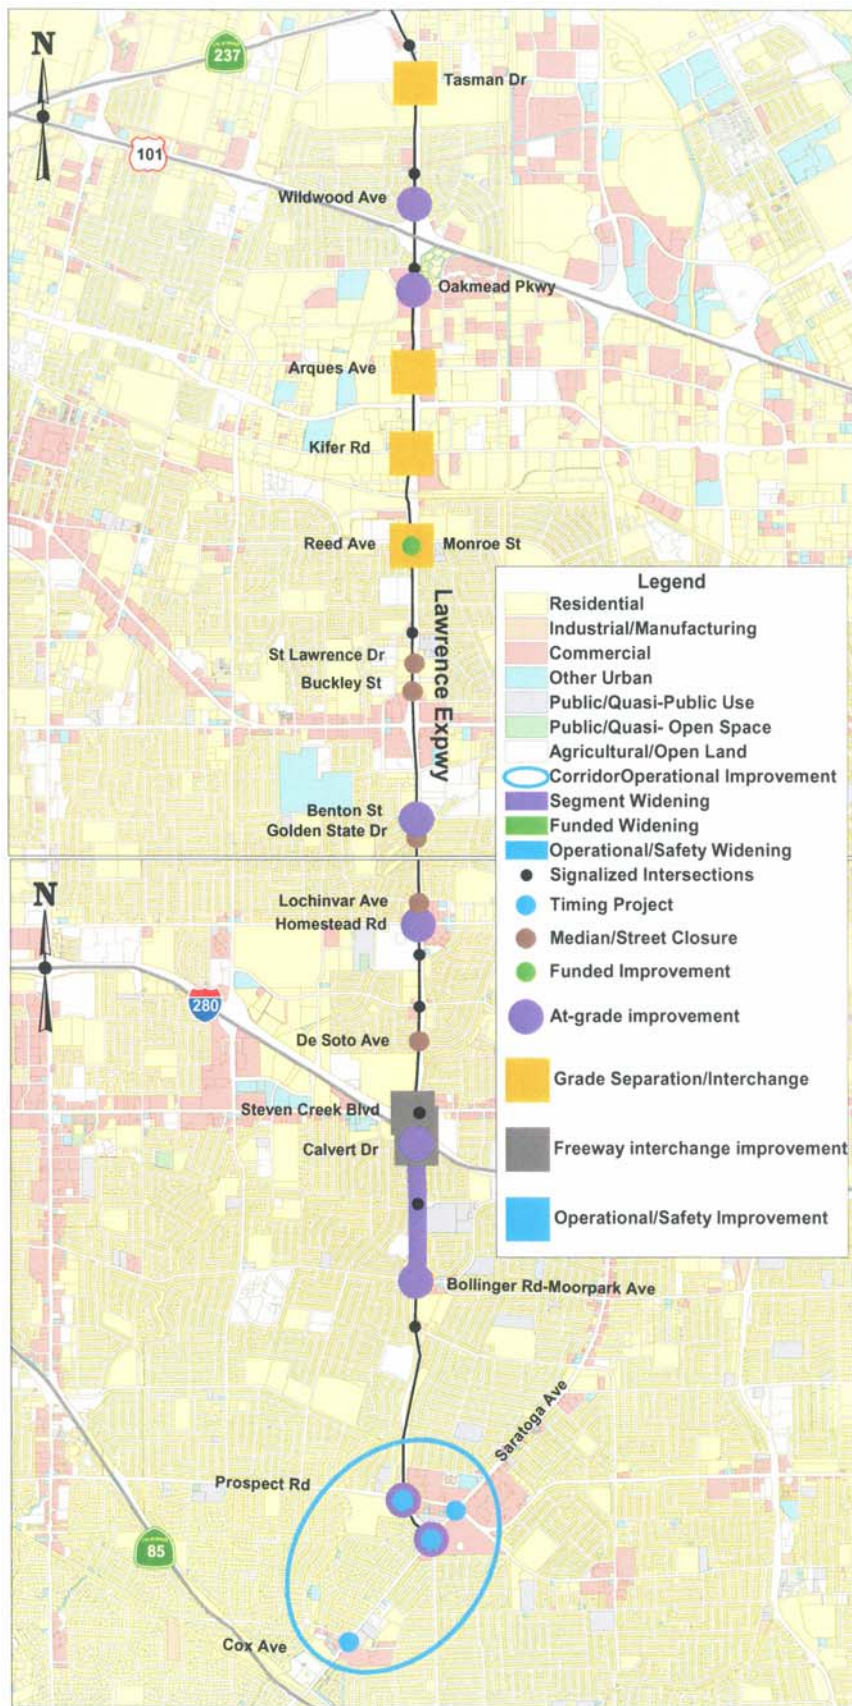 N
237
Tasman Dr
101
Wildwood Ave
Oakmead Pkwy
Arques Ave
Kifer Rd
Reed Ave
Monroe St
Lawrence Expwy
St Lawrence Dr
Buckley St
Benton St
Golden State Dr
Legend
Residential
Industrial/Manufacturing
Commercial
Other Urban
Public/Quasi-Public Use
Public/Quasi- Open Space
Agricultural/Open Land
CorridorOperational Improvement
Segment Widening
Funded Widening
Operational/Safety Widening
Signalized Intersections
Timing Project
Median/Street Closure
Funded Improvement
At-grade improvement
Grade Separation/Interchange
Freeway interchange improvement
Operational/Safety Improvement
N
Lochinvar Ave
Homestead Rd
280
De Soto Ave
Steven Creek Blvd
Calvert Dr
Bollinger Rd-Moorpark Ave
Saratoga Ave
Prospect Rd
85
Cox Ave